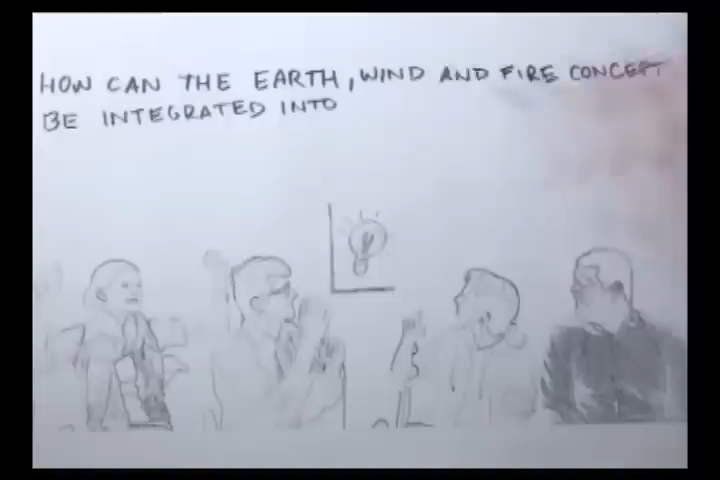 HOW CAN THE EARTH, WIND AND FIRE CONCEPT
BE INTEGRATED INTO